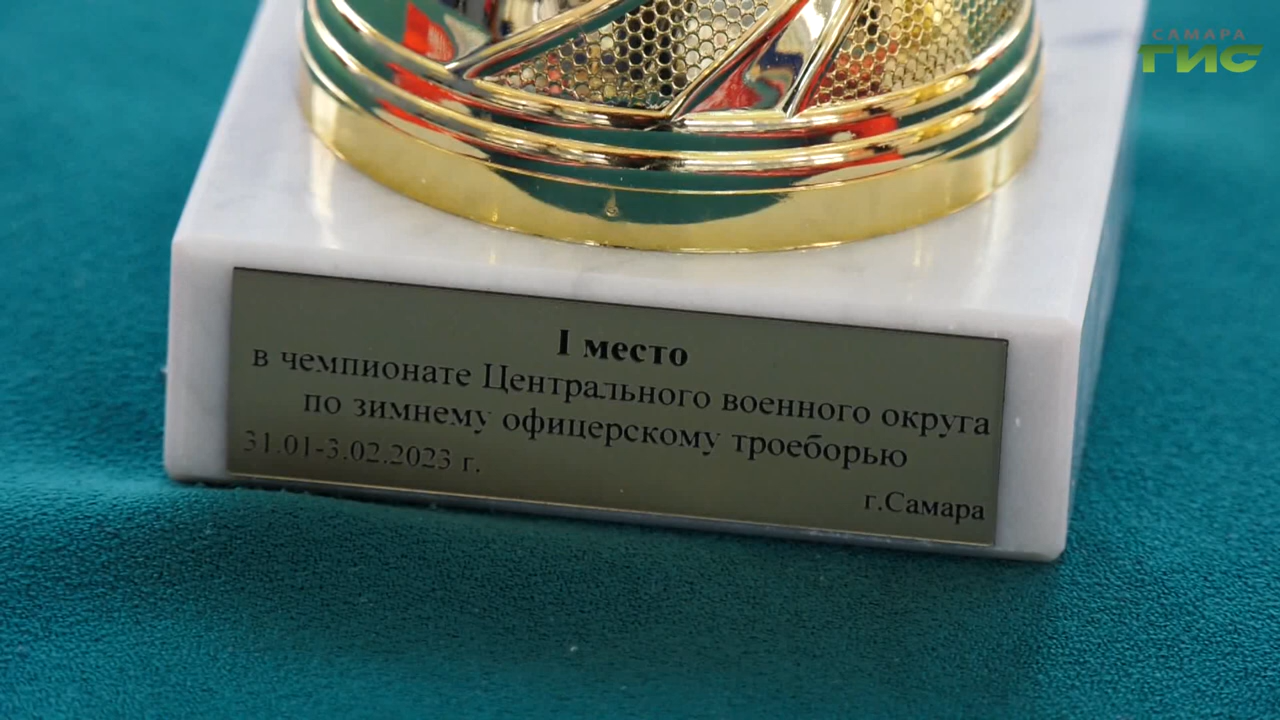 САМАРА
ГИС
I место
в чемпионате Центрального военного округа
по зимнему офицерскому троеборью
31.01-3.02.2023 г.
г.Самара